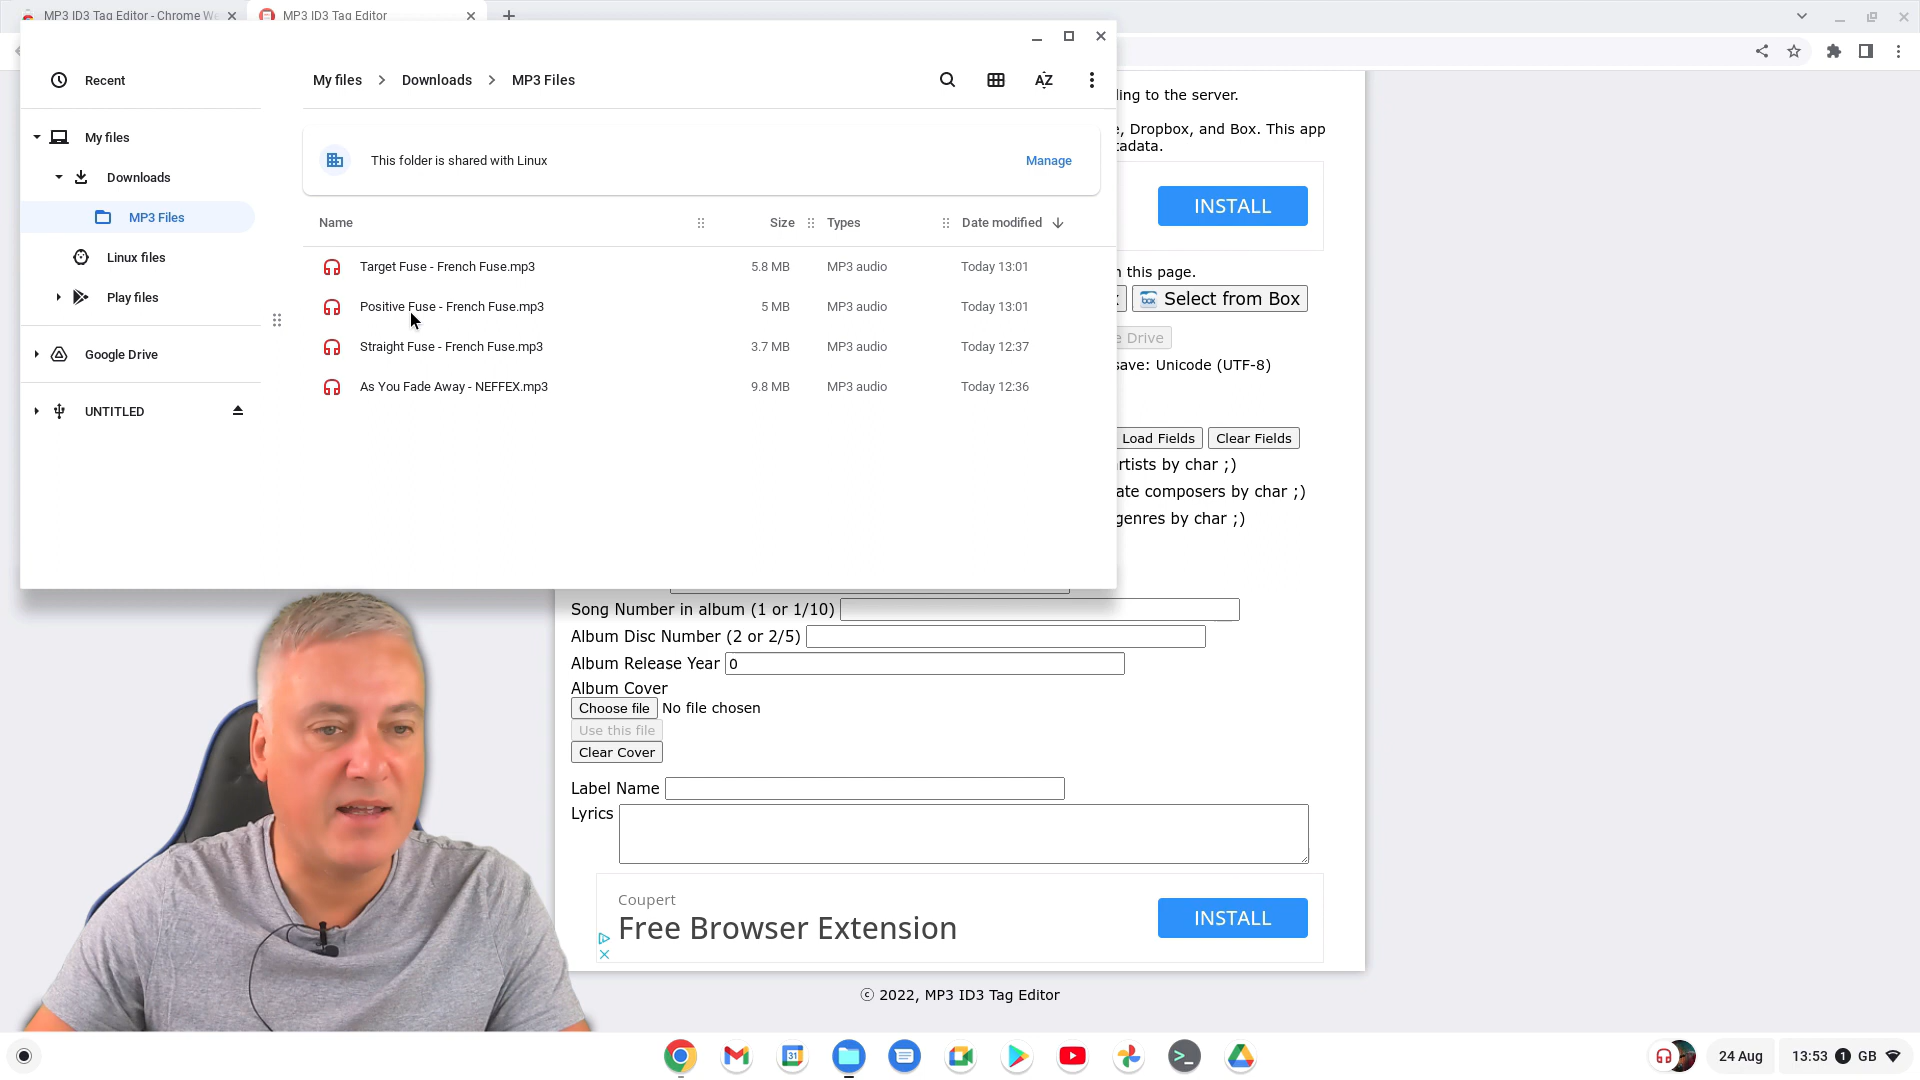 MP3 ID3 Tag Editor - Chrome We
MP3 ID3 Tag Editor
Recent
My files
Downloads
MP3 Files
Linux files
Play files
Google Drive
UNTITLED
My files > Downloads > MP3 Files
AZ
This folder is shared with Linux
Manage
Name Size Types Date modified
Target Fuse - French Fuse.mp3 5.8 MB MP3 audio Today 13:01
Positive Fuse - French Fuse.mp3 5 MB MP3 audio Today 13:01
Straight Fuse - French Fuse.mp3 3.7 MB MP3 audio Today 12:37
As You Fade Away - NEFFEX.mp3 9.8 MB MP3 audio Today 12:36
ling to the server.
, Dropbox, and Box. This app
tadata.
INSTALL
this page.
box Select from Box
Drive
save: Unicode (UTF-8)
Load Fields Clear Fields
rtists by char ;)
ate composers by char ;)
genres by char ;)
Song Number in album (1 or 1/10)
Album Disc Number (2 or 2/5)
Album Release Year 0
Album Cover
Choose file No file chosen
Use this file
Clear Cover
Label Name
Lyrics
Coupert
Free Browser Extension
INSTALL
© 2022, MP3 ID3 Tag Editor
31
24 Aug
13:53 1 GB